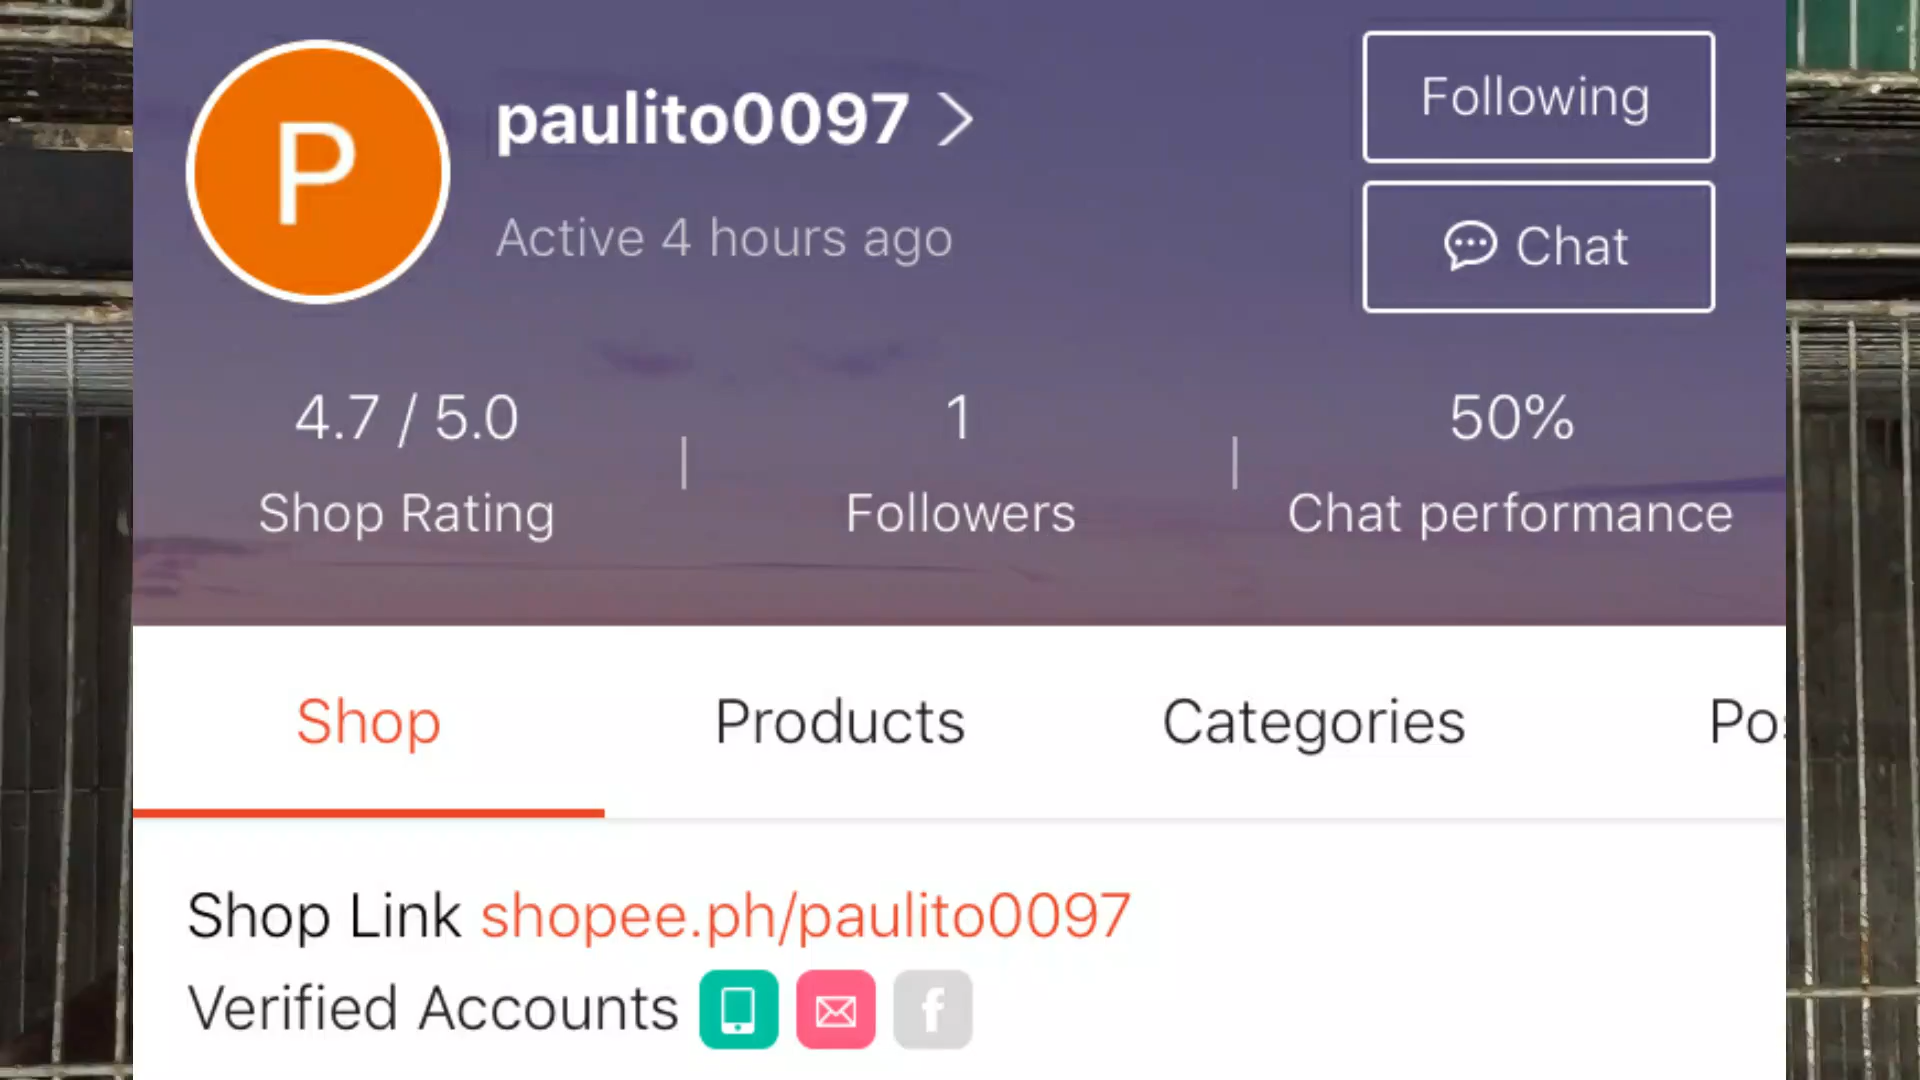 P
paulito0097
Active 4 hours ago
Following
Chat
4.7 / 5.0
Shop Rating
1
Followers
50%
Chat performance
Shop
Products
Categories
Shop Link shopee.ph/paulito0097
Verified Accounts
f